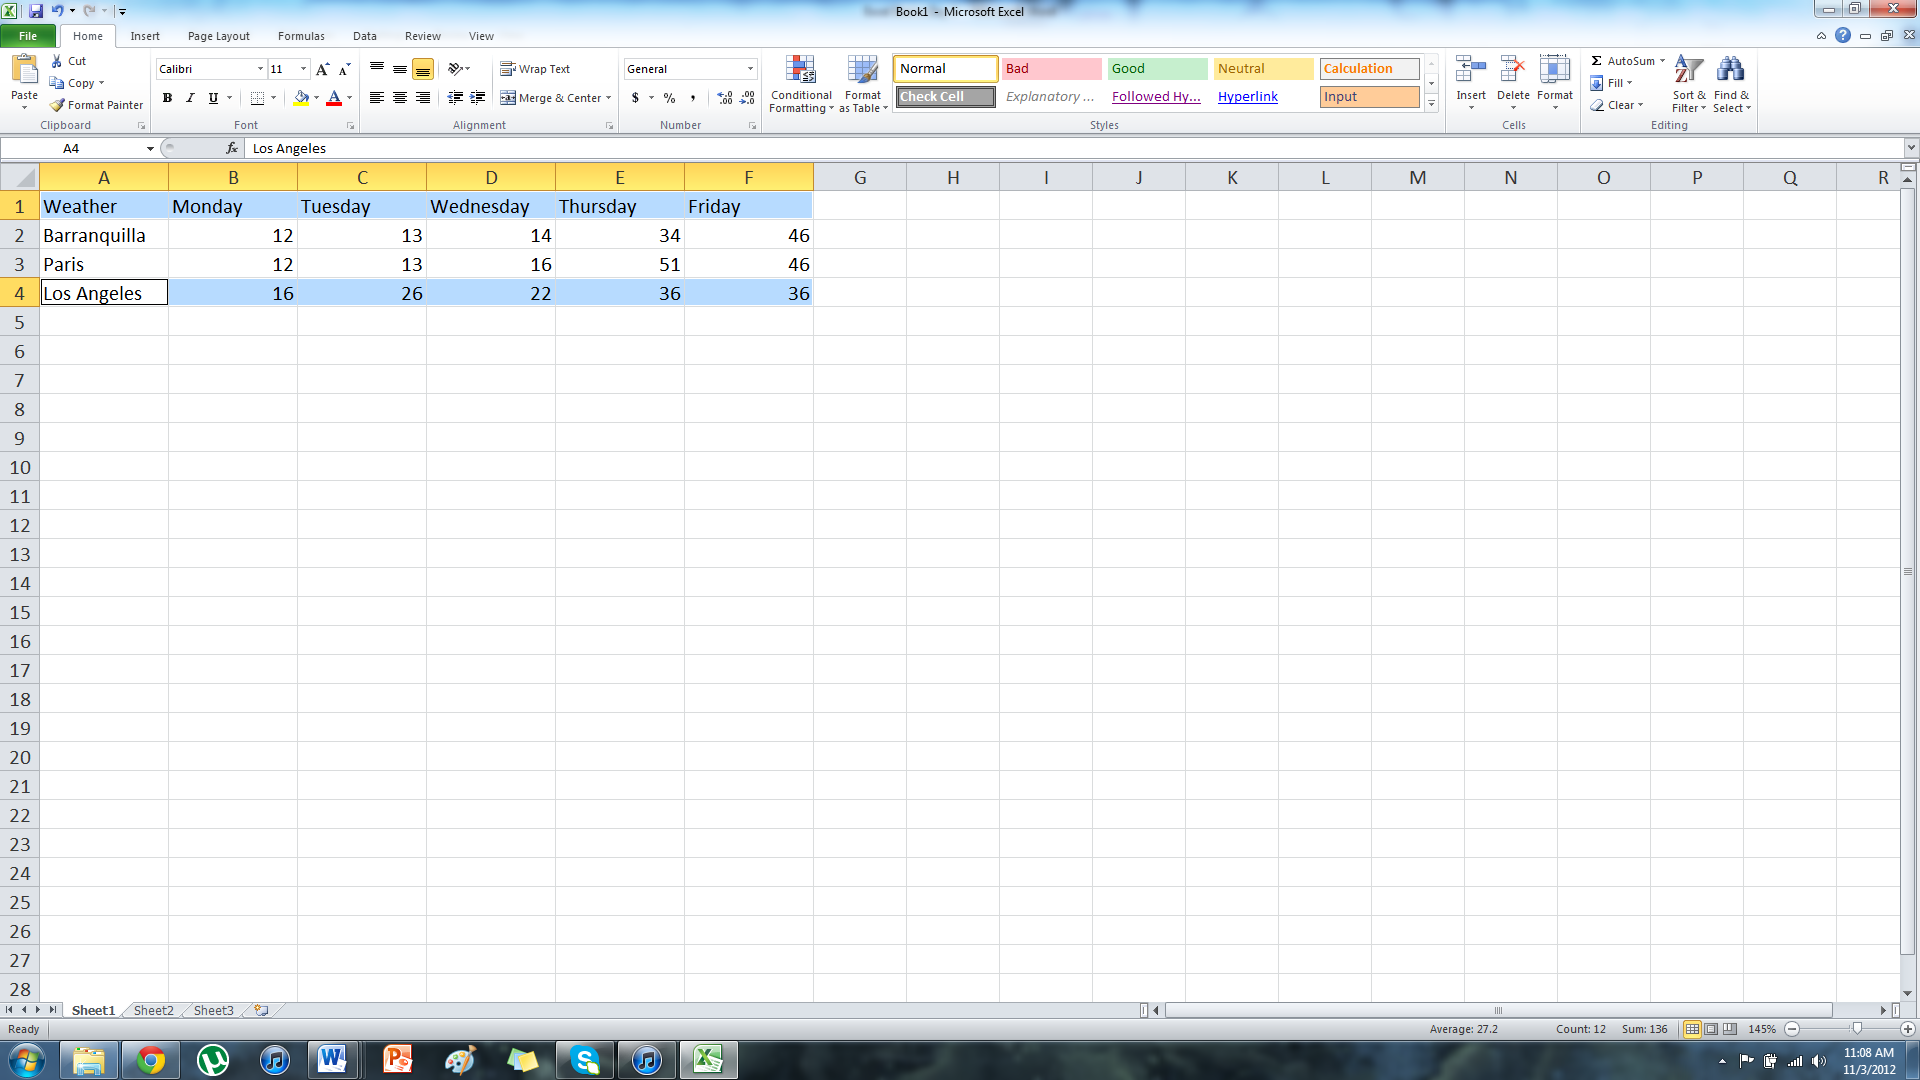 Book1 - Microsoft Excel
File Home Insert Page Layout Formulas Data Review View
Paste
Cut
Copy
Format Painter
Clipboard
Calibri 11
B I U
Font
Wrap Text
Merge & Center
Alignment
General
$ % ,
Number
Conditional Formatting
Format as Table
Normal Bad Good Neutral Calculation
Check Cell Explanatory ... Followed Hy... Hyperlink Input
Styles
Insert Delete Format
Cells
Σ AutoSum
Fill
Clear
Sort & Filter
Find & Select
Editing
A4 fx Los Angeles
A B C D E F G H I J K L M N O P Q R
1 Weather Monday Tuesday Wednesday Thursday Friday
2 Barranquilla 12 13 14 34 46
3 Paris 12 13 16 51 46
4 Los Angeles 16 26 22 36 36
5
6
7
8
9
10
11
12
13
14
15
16
17
18
19
20
21
22
23
24
25
26
27
28
Sheet1 Sheet2 Sheet3
Ready Average: 27.2 Count: 12 Sum: 136 145%
11:08 AM
11/3/2012